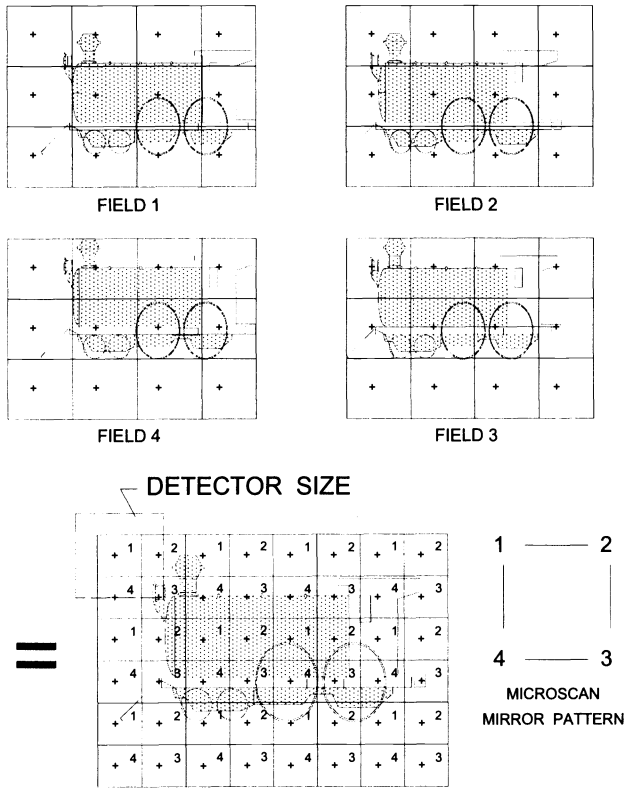 FIELD 1
FIELD 2
FIELD 4
FIELD 3
DETECTOR SIZE
1 2 1 2 1 2 1 2
4 3 4 3 4 3 4 3
1 2 1 2 1 2 1 2
4 3 4 3 4 3 4 3
1 2 1 2 1 2 1 2
4 3 4 3 4 3 4 3
=
1 2
4 3
MICROSCAN
MIRROR PATTERN